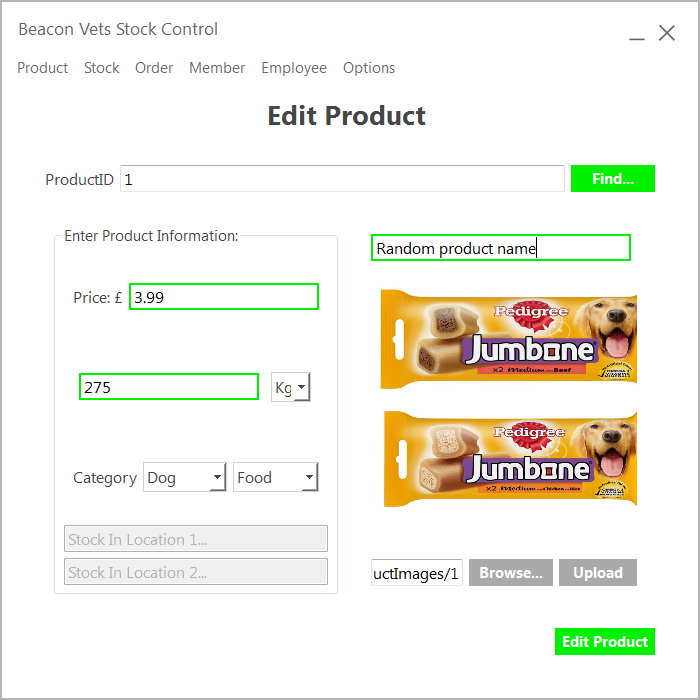 Beacon Vets Stock Control
Product Stock Order Member Employee Options
Edit Product
ProductID 1 Find...
Enter Product Information:
Random product name
Price: £ 3.99
275 Kg
Category Dog Food
Stock In Location 1...
Stock In Location 2...
Pedigree
Jumbone
x2 Medium with Beef
Pedigree
Jumbone
x2 Medium with Chicken & Rice
uctImages/1 Browse... Upload
Edit Product